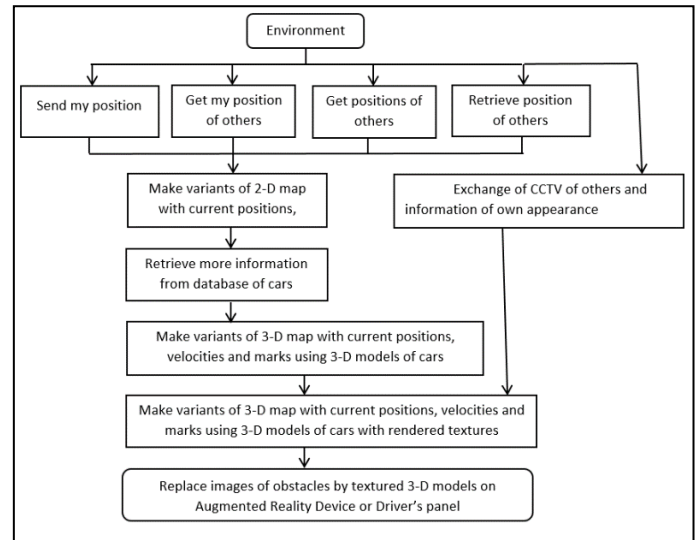 Environment
Send my position
Get my position
of others
Get positions of
others
Retrieve position
of others
Make variants of 2-D map
with current positions,
Exchange of CCTV of others and
information of own appearance
Retrieve more information
from database of cars
Make variants of 3-D map with current positions,
velocities and marks using 3-D models of cars
Make variants of 3-D map with current positions, velocities and
marks using 3-D models of cars with rendered textures
Replace images of obstacles by textured 3-D models on
Augmented Reality Device or Driver's panel